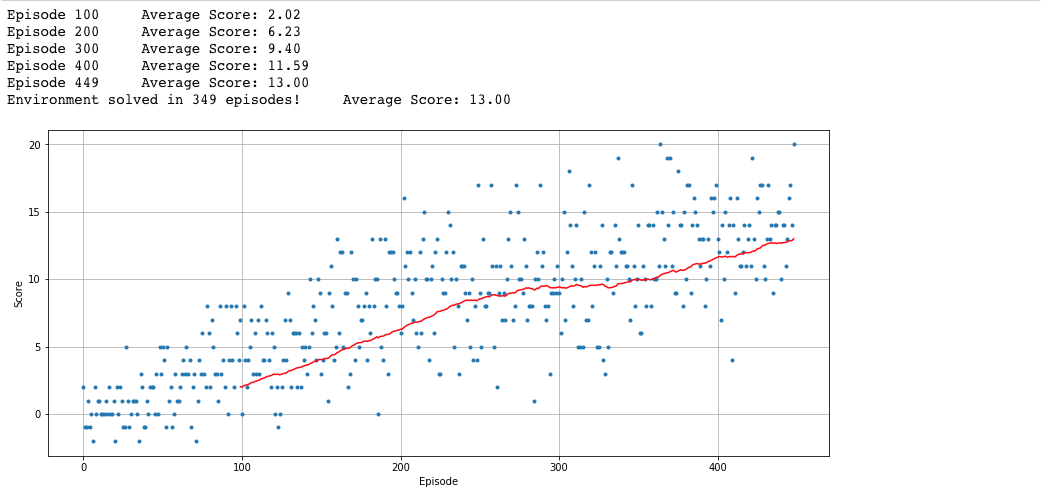 Episode 100     Average Score: 2.02
Episode 200     Average Score: 6.23
Episode 300     Average Score: 9.40
Episode 400     Average Score: 11.59
Episode 449     Average Score: 13.00
Environment solved in 349 episodes!     Average Score: 13.00
20
15
10
5
0
Score
0 100 200 300 400
Episode